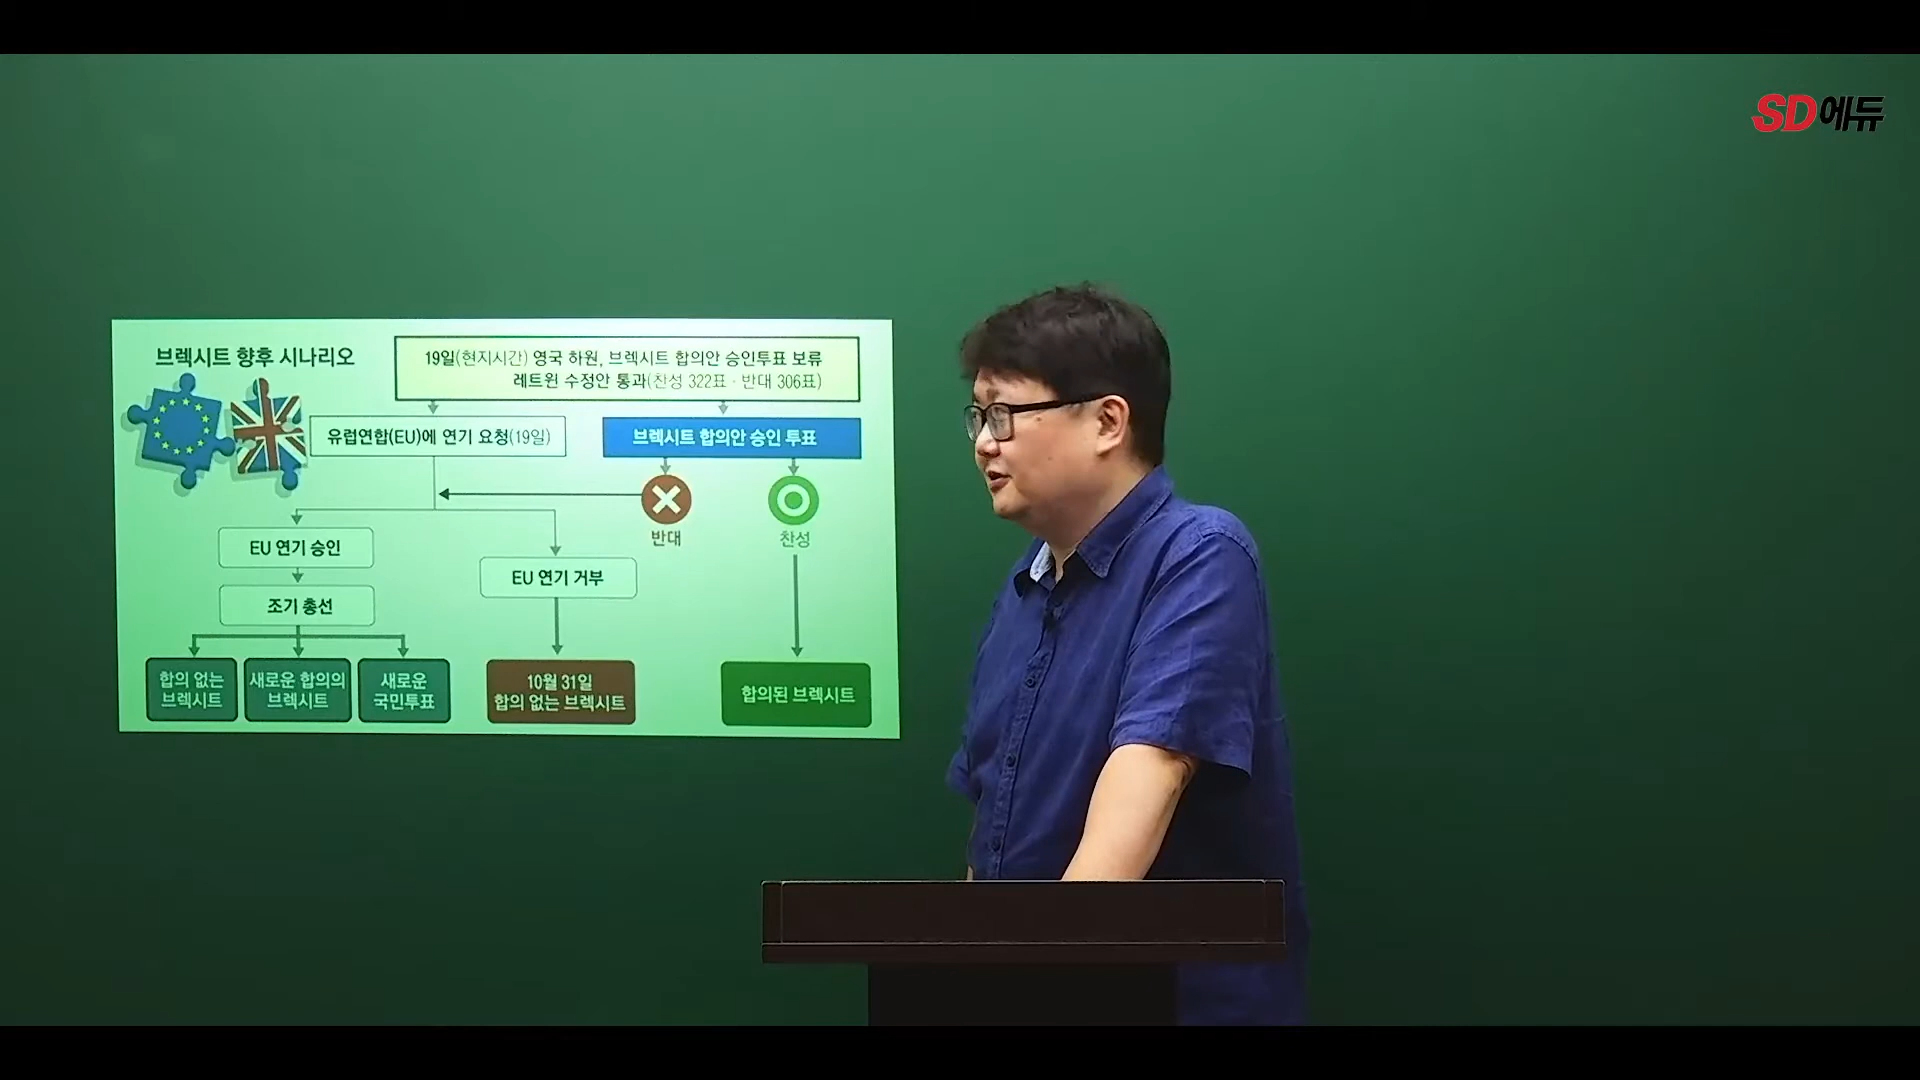 SD에듀
브렉시트 향후 시나리오
19일(현지시간) 영국 하원, 브렉시트 합의안 승인투표 보류
레트윈 수정안 통과(찬성 322표 · 반대 306표)
유럽연합(EU)에 연기 요청(19일)
브렉시트 합의안 승인 투표
반대
찬성
EU 연기 승인
EU 연기 거부
조기 총선
합의 없는
브렉시트
새로운 합의의
브렉시트
새로운
국민투표
10월 31일
합의 없는 브렉시트
합의된 브렉시트